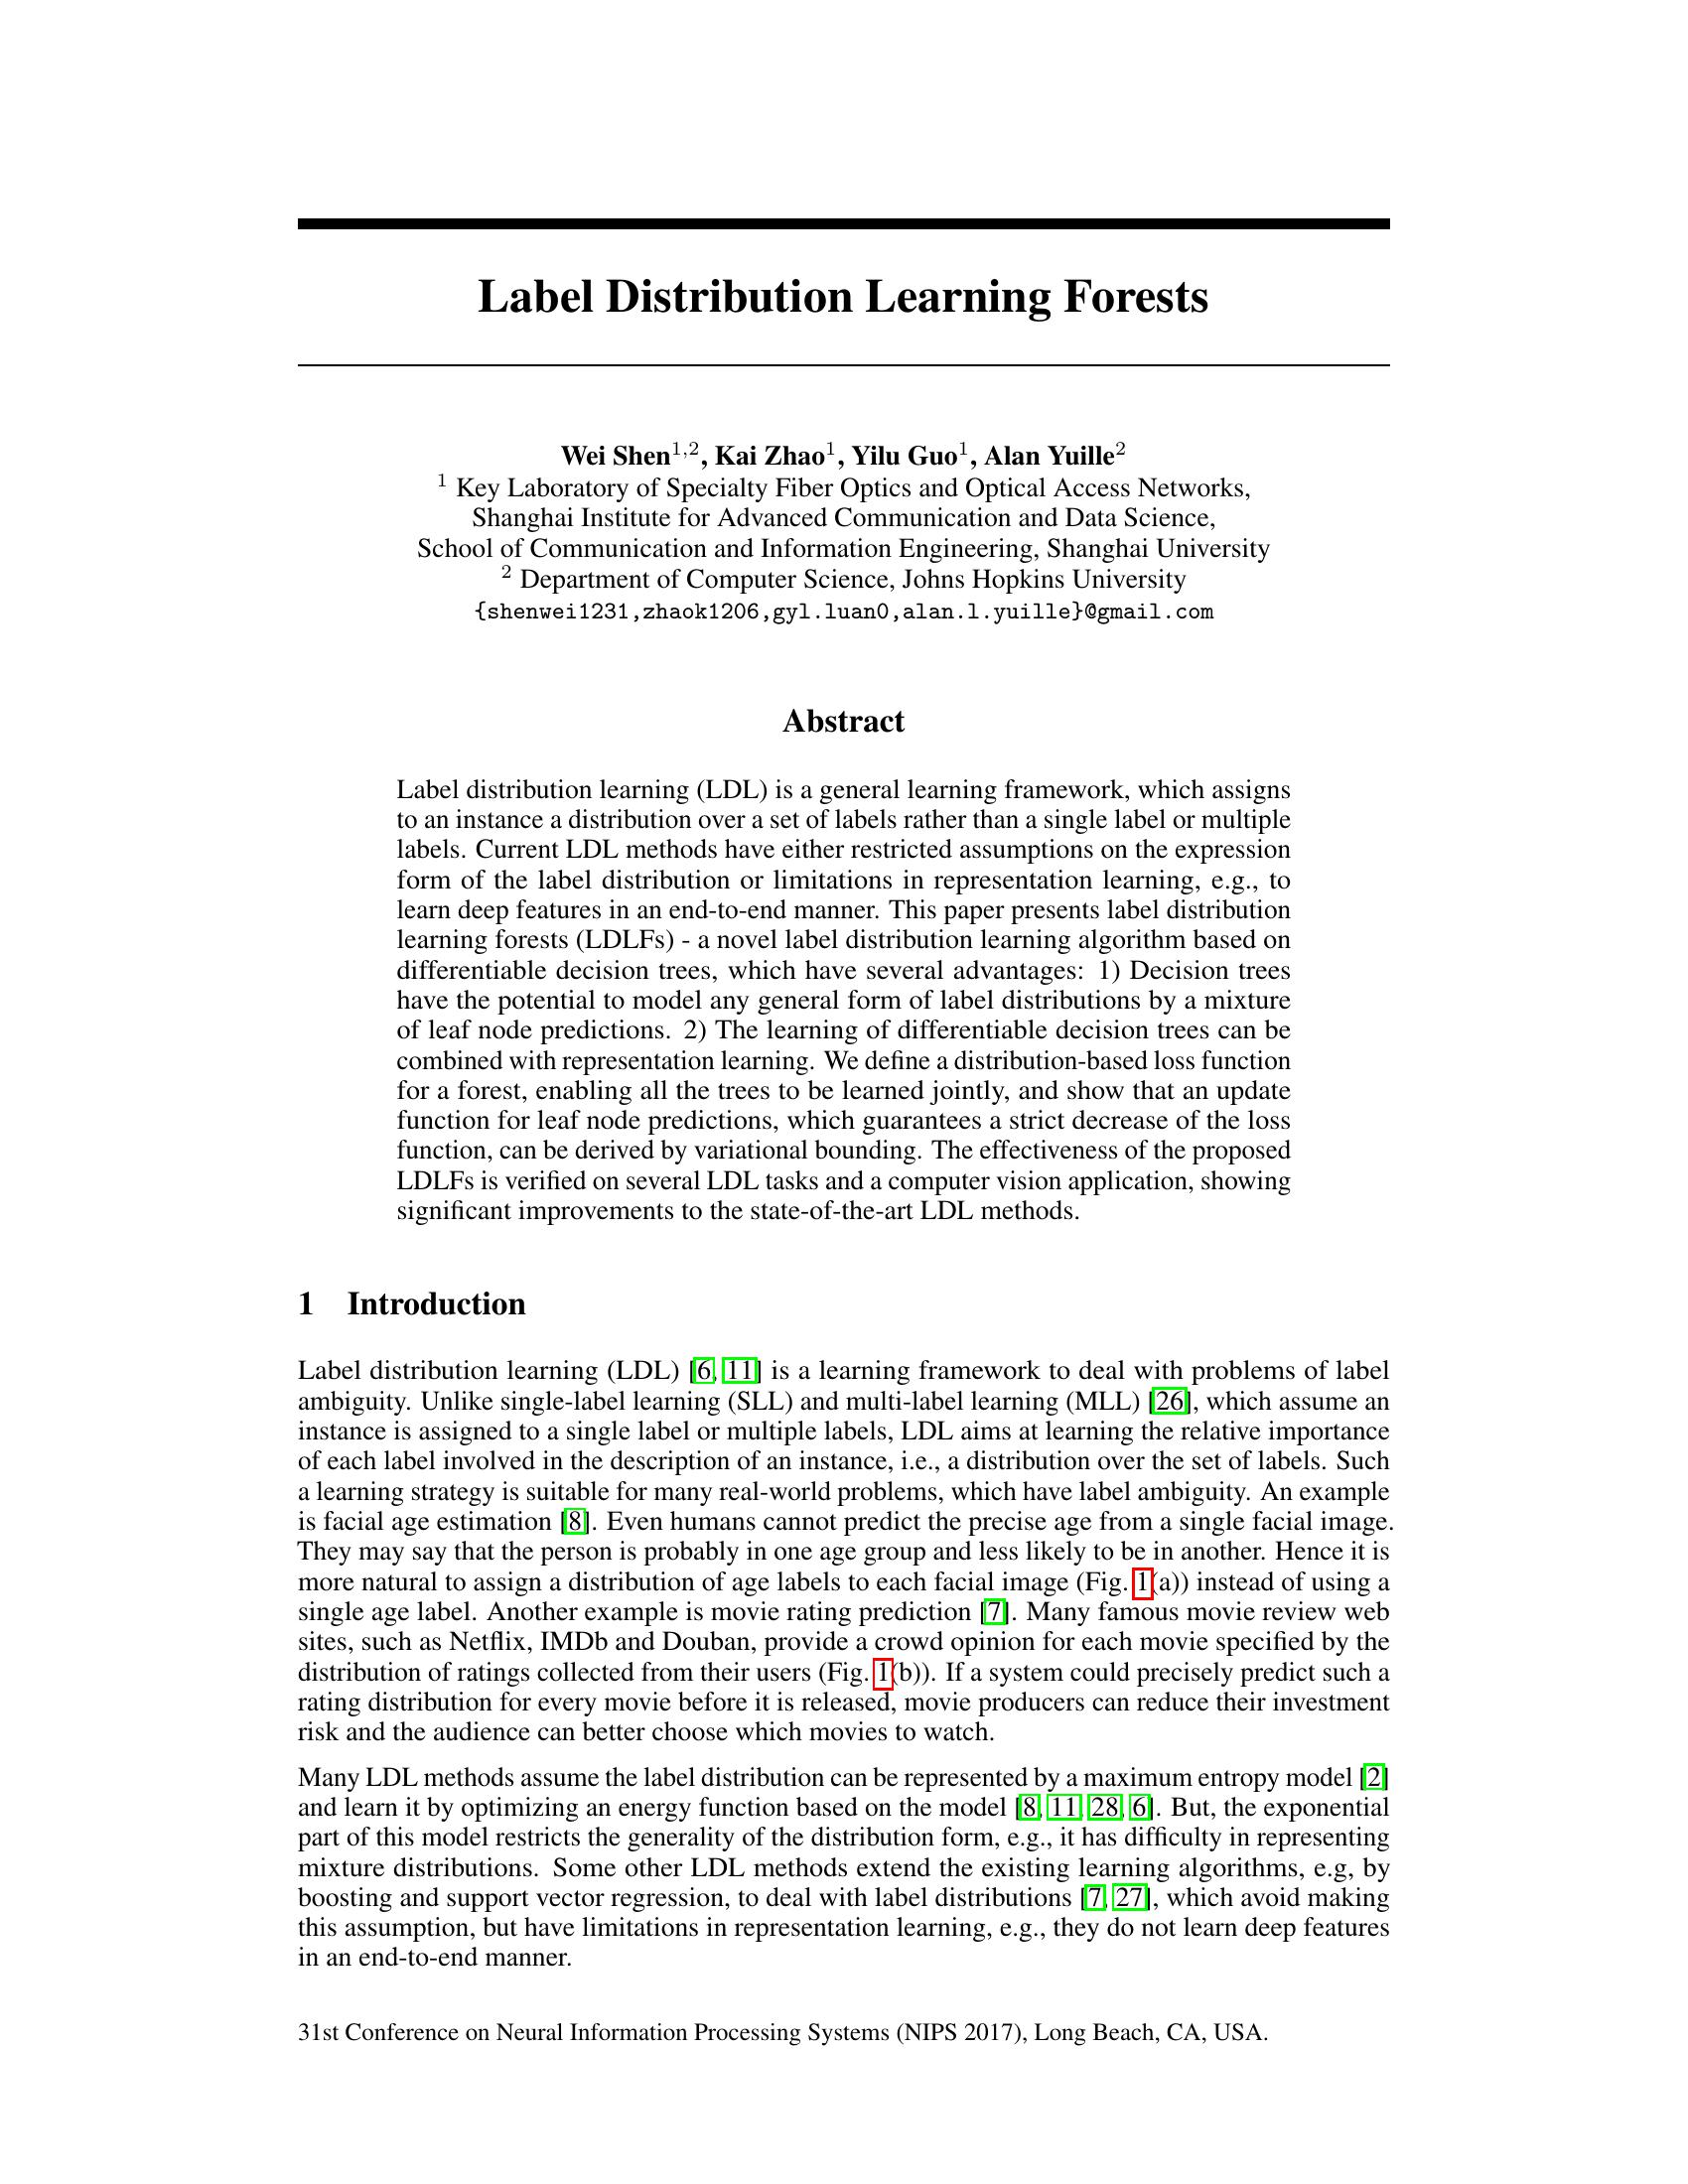 Label Distribution Learning Forests
Wei Shen1,2, Kai Zhao1, Yilu Guo1, Alan Yuille2
1 Key Laboratory of Specialty Fiber Optics and Optical Access Networks,
Shanghai Institute for Advanced Communication and Data Science,
School of Communication and Information Engineering, Shanghai University
2 Department of Computer Science, Johns Hopkins University
{shenwei1231,zhaok1206,gyl.luan0,alan.l.yuille}@gmail.com
Abstract
Label distribution learning (LDL) is a general learning framework, which assigns
to an instance a distribution over a set of labels rather than a single label or multiple
labels. Current LDL methods have either restricted assumptions on the expression
form of the label distribution or limitations in representation learning, e.g., to
learn deep features in an end-to-end manner. This paper presents label distribution
learning forests (LDLFs) - a novel label distribution learning algorithm based on
differentiable decision trees, which have several advantages: 1) Decision trees
have the potential to model any general form of label distributions by a mixture
of leaf node predictions. 2) The learning of differentiable decision trees can be
combined with representation learning. We define a distribution-based loss function
for a forest, enabling all the trees to be learned jointly, and show that an update
function for leaf node predictions, which guarantees a strict decrease of the loss
function, can be derived by variational bounding. The effectiveness of the proposed
LDLFs is verified on several LDL tasks and a computer vision application, showing
significant improvements to the state-of-the-art LDL methods.
1 Introduction
Label distribution learning (LDL) [6, 11] is a learning framework to deal with problems of label
ambiguity. Unlike single-label learning (SLL) and multi-label learning (MLL) [26], which assume an
instance is assigned to a single label or multiple labels, LDL aims at learning the relative importance
of each label involved in the description of an instance, i.e., a distribution over the set of labels. Such
a learning strategy is suitable for many real-world problems, which have label ambiguity. An example
is facial age estimation [8]. Even humans cannot predict the precise age from a single facial image.
They may say that the person is probably in one age group and less likely to be in another. Hence it is
more natural to assign a distribution of age labels to each facial image (Fig. 1(a)) instead of using a
single age label. Another example is movie rating prediction [7]. Many famous movie review web
sites, such as Netflix, IMDb and Douban, provide a crowd opinion for each movie specified by the
distribution of ratings collected from their users (Fig. 1(b)). If a system could precisely predict such a
rating distribution for every movie before it is released, movie producers can reduce their investment
risk and the audience can better choose which movies to watch.
Many LDL methods assume the label distribution can be represented by a maximum entropy model [2]
and learn it by optimizing an energy function based on the model [8, 11, 28, 6]. But, the exponential
part of this model restricts the generality of the distribution form, e.g., it has difficulty in representing
mixture distributions. Some other LDL methods extend the existing learning algorithms, e.g, by
boosting and support vector regression, to deal with label distributions [7, 27], which avoid making
this assumption, but have limitations in representation learning, e.g., they do not learn deep features
in an end-to-end manner.
31st Conference on Neural Information Processing Systems (NIPS 2017), Long Beach, CA, USA.